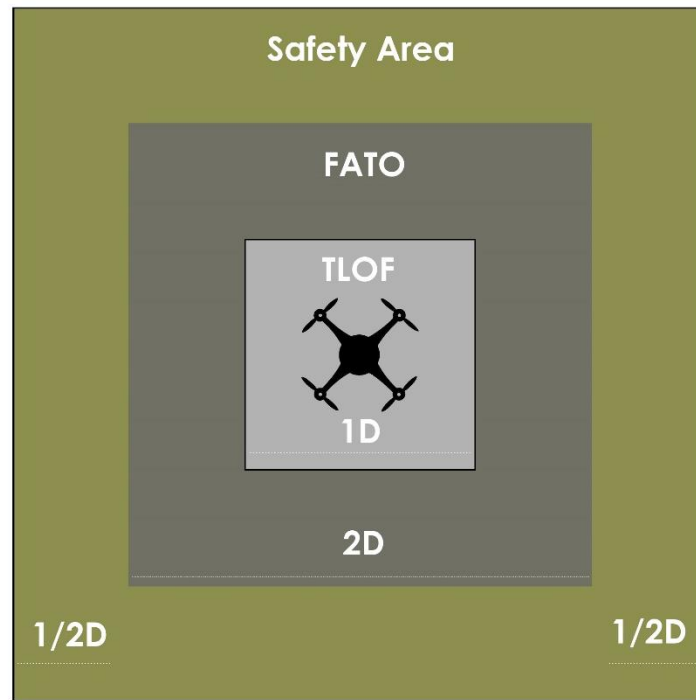 Safety Area
FATO
TLOF
1D
2D
1/2D
1/2D